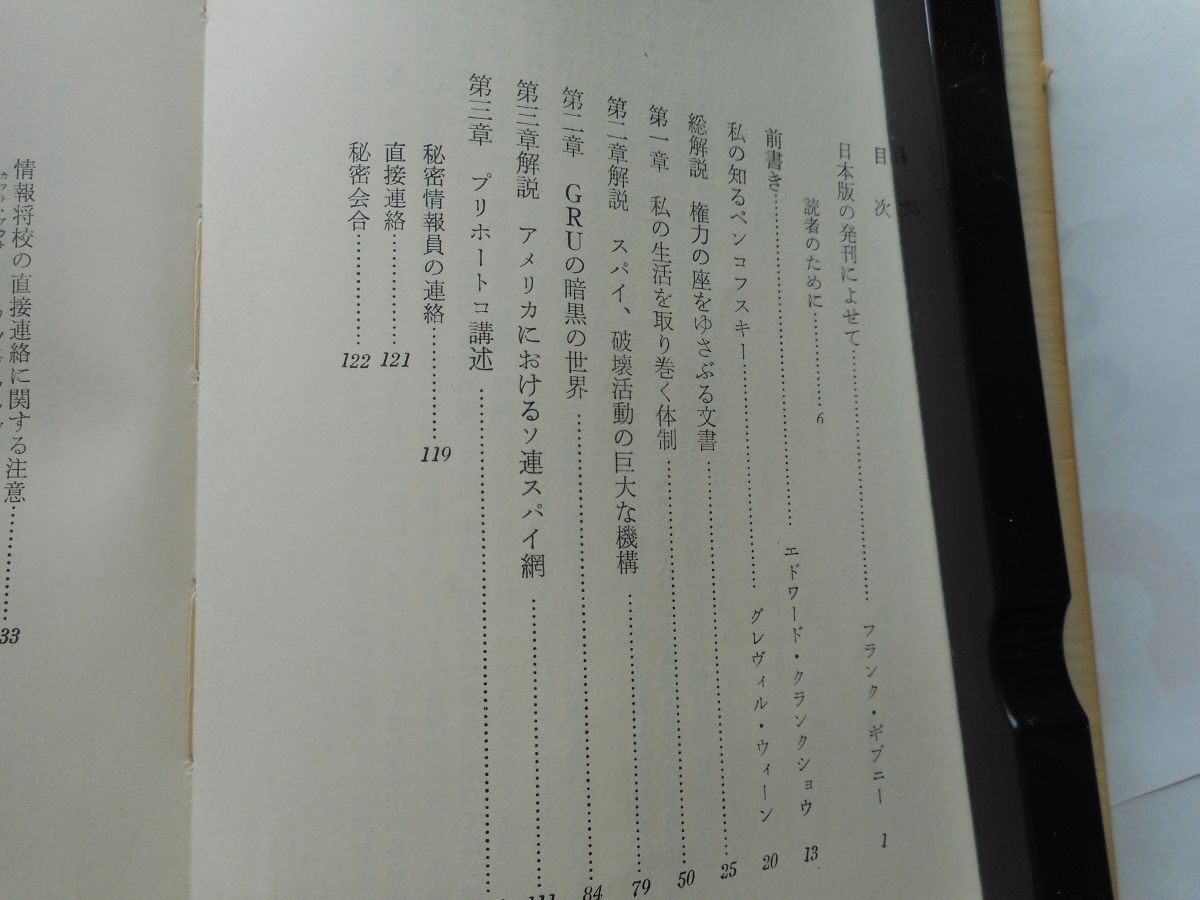 目次
日本版の発刊によせて……………フランク・ギブニー 1
読者のために……………6
前書き……………エドワード・クランクショウ 13
私の知るペンコフスキー……………グレヴィル・ウィーン 20
総解説 権力の座をゆさぶる文書……………25
第一章 私の生活を取り巻く体制……………50
第二章解説 スパイ、破壊活動の巨大な機構……………79
第二章 GRUの暗黒の世界……………84
第三章解説 アメリカにおけるソ連スパイ網……………111
第三章 プリホートコ講述……………
秘密情報員の連絡……………119
直接連絡……………121
秘密会合……………122
情報将校の直接連絡に関する注意……………